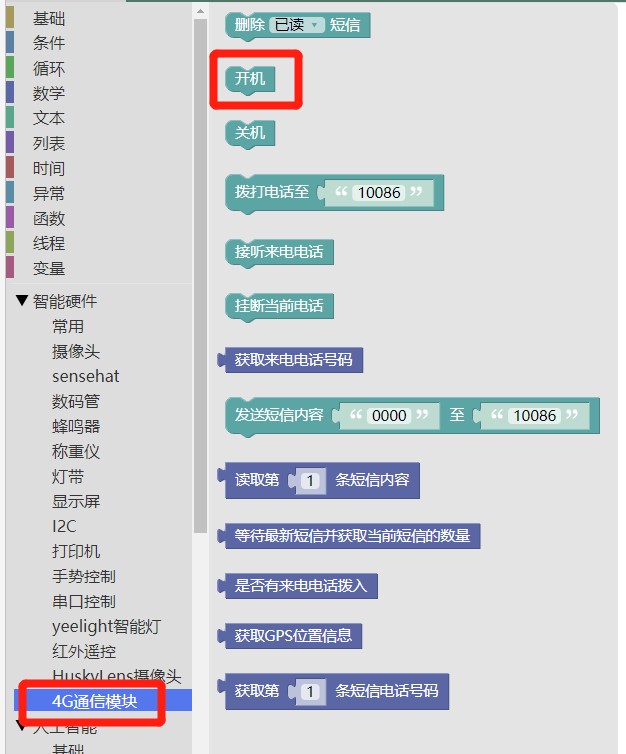 基础
条件
循环
数学
文本
列表
时间
异常
函数
线程
变量
智能硬件
常用
摄像头
sensehat
数码管
蜂鸣器
称重仪
灯带
显示屏
I2C
打印机
手势控制
串口控制
yeelight智能灯
红外遥控
HuskyLens摄像头
4G通信模块
人工智能
基础
删除 已读 短信
开机
关机
拨打电话至 “ 10086 ”
接听来电电话
挂断当前电话
获取来电电话号码
发送短信内容 “ 0000 ” 至 “ 10086 ”
读取第 1 条短信内容
等待最新短信并获取当前短信的数量
是否有来电电话拨入
获取GPS位置信息
获取第 1 条短信电话号码